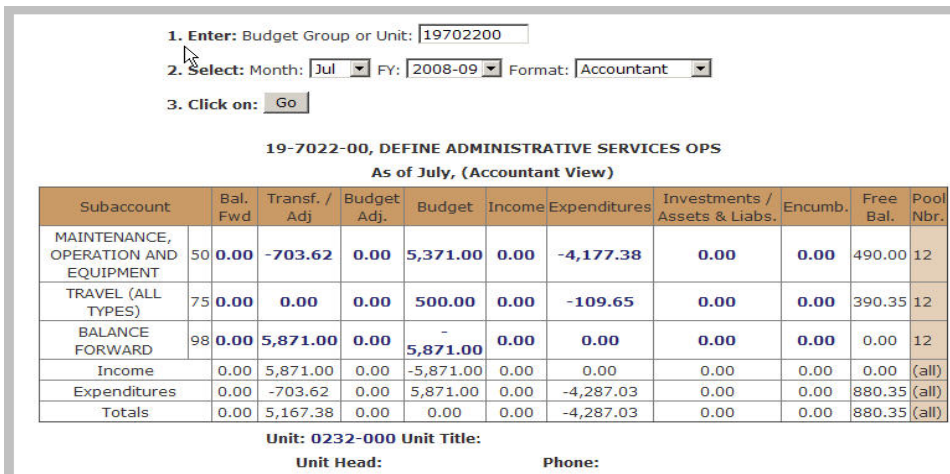 1. Enter: Budget Group or Unit: 19702200
2. Select: Month: Jul FY: 2008-09 Format: Accountant
3. Click on: Go
19-7022-00, DEFINE ADMINISTRATIVE SERVICES OPS
As of July, (Accountant View)
Subaccount Bal. Fwd Transf. / Adj Budget Adj. Budget Income Expenditures Investments / Assets & Liabs. Encumb. Free Bal. Pool Nbr.
MAINTENANCE, OPERATION AND EQUIPMENT 50 0.00 -703.62 0.00 5,371.00 0.00 -4,177.38 0.00 0.00 490.00 12
TRAVEL (ALL TYPES) 75 0.00 0.00 0.00 500.00 0.00 -109.65 0.00 0.00 390.35 12
BALANCE FORWARD 98 0.00 5,871.00 0.00 -5,871.00 0.00 0.00 0.00 0.00 0.00 12
Income 0.00 5,871.00 0.00 -5,871.00 0.00 0.00 0.00 0.00 0.00 (all)
Expenditures 0.00 -703.62 0.00 5,871.00 0.00 -4,287.03 0.00 0.00 880.35 (all)
Totals 0.00 5,167.38 0.00 0.00 0.00 -4,287.03 0.00 0.00 880.35 (all)
Unit: 0232-000 Unit Title:
Unit Head: Phone: